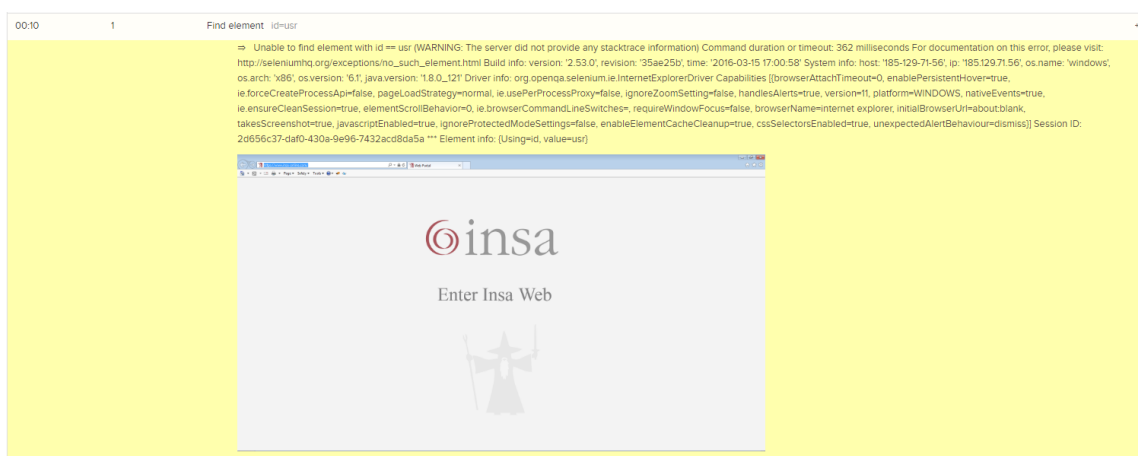 00:10 1 Find element id=usr
⇒ Unable to find element with id == usr (WARNING: The server did not provide any stacktrace information) Command duration or timeout: 362 milliseconds For documentation on this error, please visit:
http://seleniumhq.org/exceptions/no_such_element.html Build info: version: '2.53.0', revision: '35ae25b', time: '2016-03-15 17:00:58' System info: host: '185-129-71-56', ip: '185.129.71.56', os.name: 'windows',
os.arch: 'x86', os.version: '6.1', java.version: '1.8.0_121' Driver info: org.openqa.selenium.ie.InternetExplorerDriver Capabilities [{browserAttachTimeout=0, enablePersistentHover=true,
ie.forceCreateProcessApi=false, pageLoadStrategy=normal, ie.usePerProcessProxy=false, ignoreZoomSetting=false, handlesAlerts=true, version=11, platform=WINDOWS, nativeEvents=true,
ie.ensureCleanSession=true, elementScrollBehavior=0, ie.browserCommandLineSwitches=, requireWindowFocus=false, browserName=internet explorer, initialBrowserUrl=about:blank,
takesScreenshot=true, javascriptEnabled=true, ignoreProtectedModeSettings=false, enableElementCacheCleanup=true, cssSelectorsEnabled=true, unexpectedAlertBehaviour=dismiss}] Session ID:
2d656c37-daf0-430a-9e96-7432acd8da5a *** Element info: {Using=id, value=usr}
Web Portal
Page Safety Tools
insa
Enter Insa Web